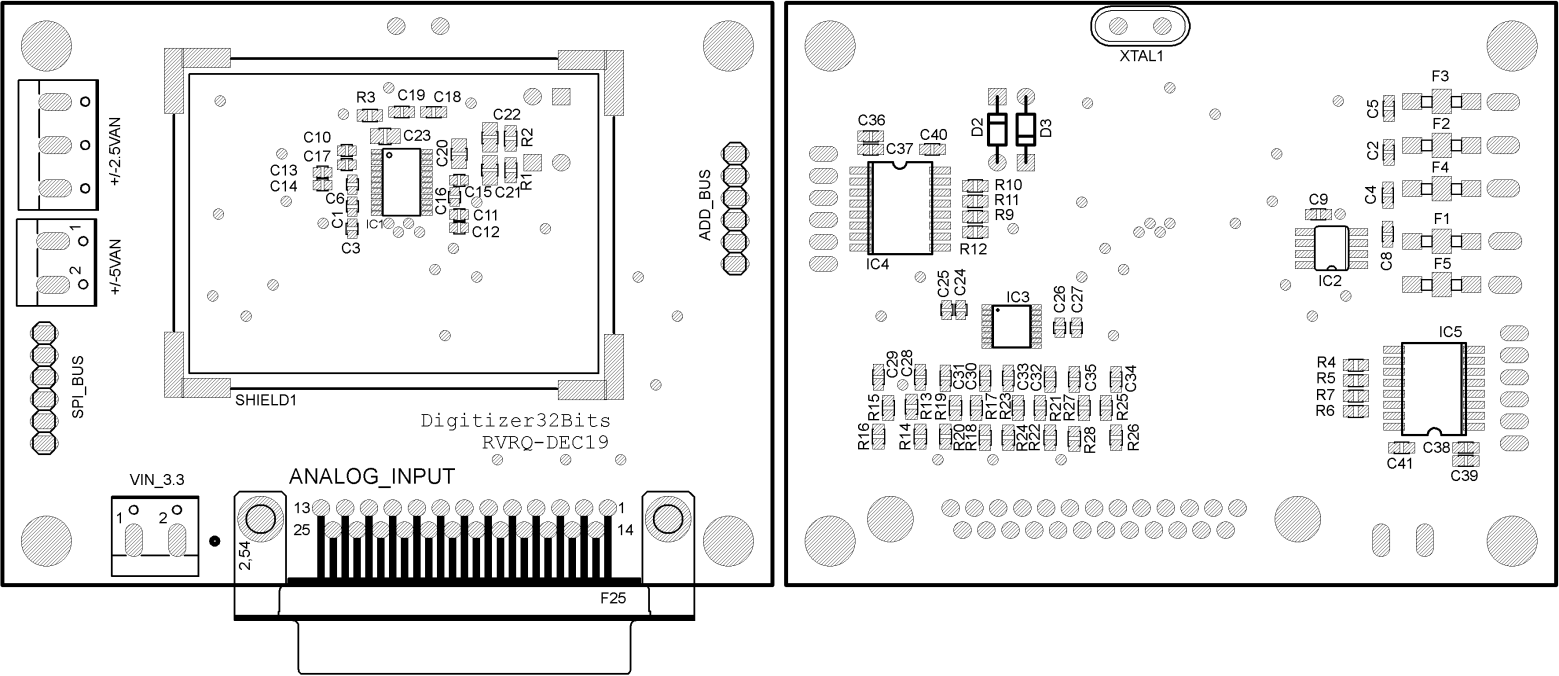 R3
C19
C18
C22
C10
C17
C23
C20
R2
C13
C14
C6
C1
C3
IC1
C16
C15
C21
R1
C11
C12
+/-2.5VAN
+/-5VAN
1
2
ADD_BUS
SPI_BUS
SHIELD1
Digitizer32Bits
RVRQ-DEC19
VIN_3.3
1
2
ANALOG_INPUT
13
1
25
14
2,54
F25
XTAL1
D2
D3
C36
C37
C40
IC4
R10
R11
R9
R12
C25
C24
IC3
C26
C27
C9
IC2
C5
C2
C4
C8
F3
F2
F4
F1
F5
IC5
R4
R5
R7
R6
C41
C38
C39
C29
C28
C31
C30
C33
C32
C35
C34
R15
R13
R19
R17
R23
R21
R27
R25
R16
R14
R20
R18
R24
R22
R28
R26